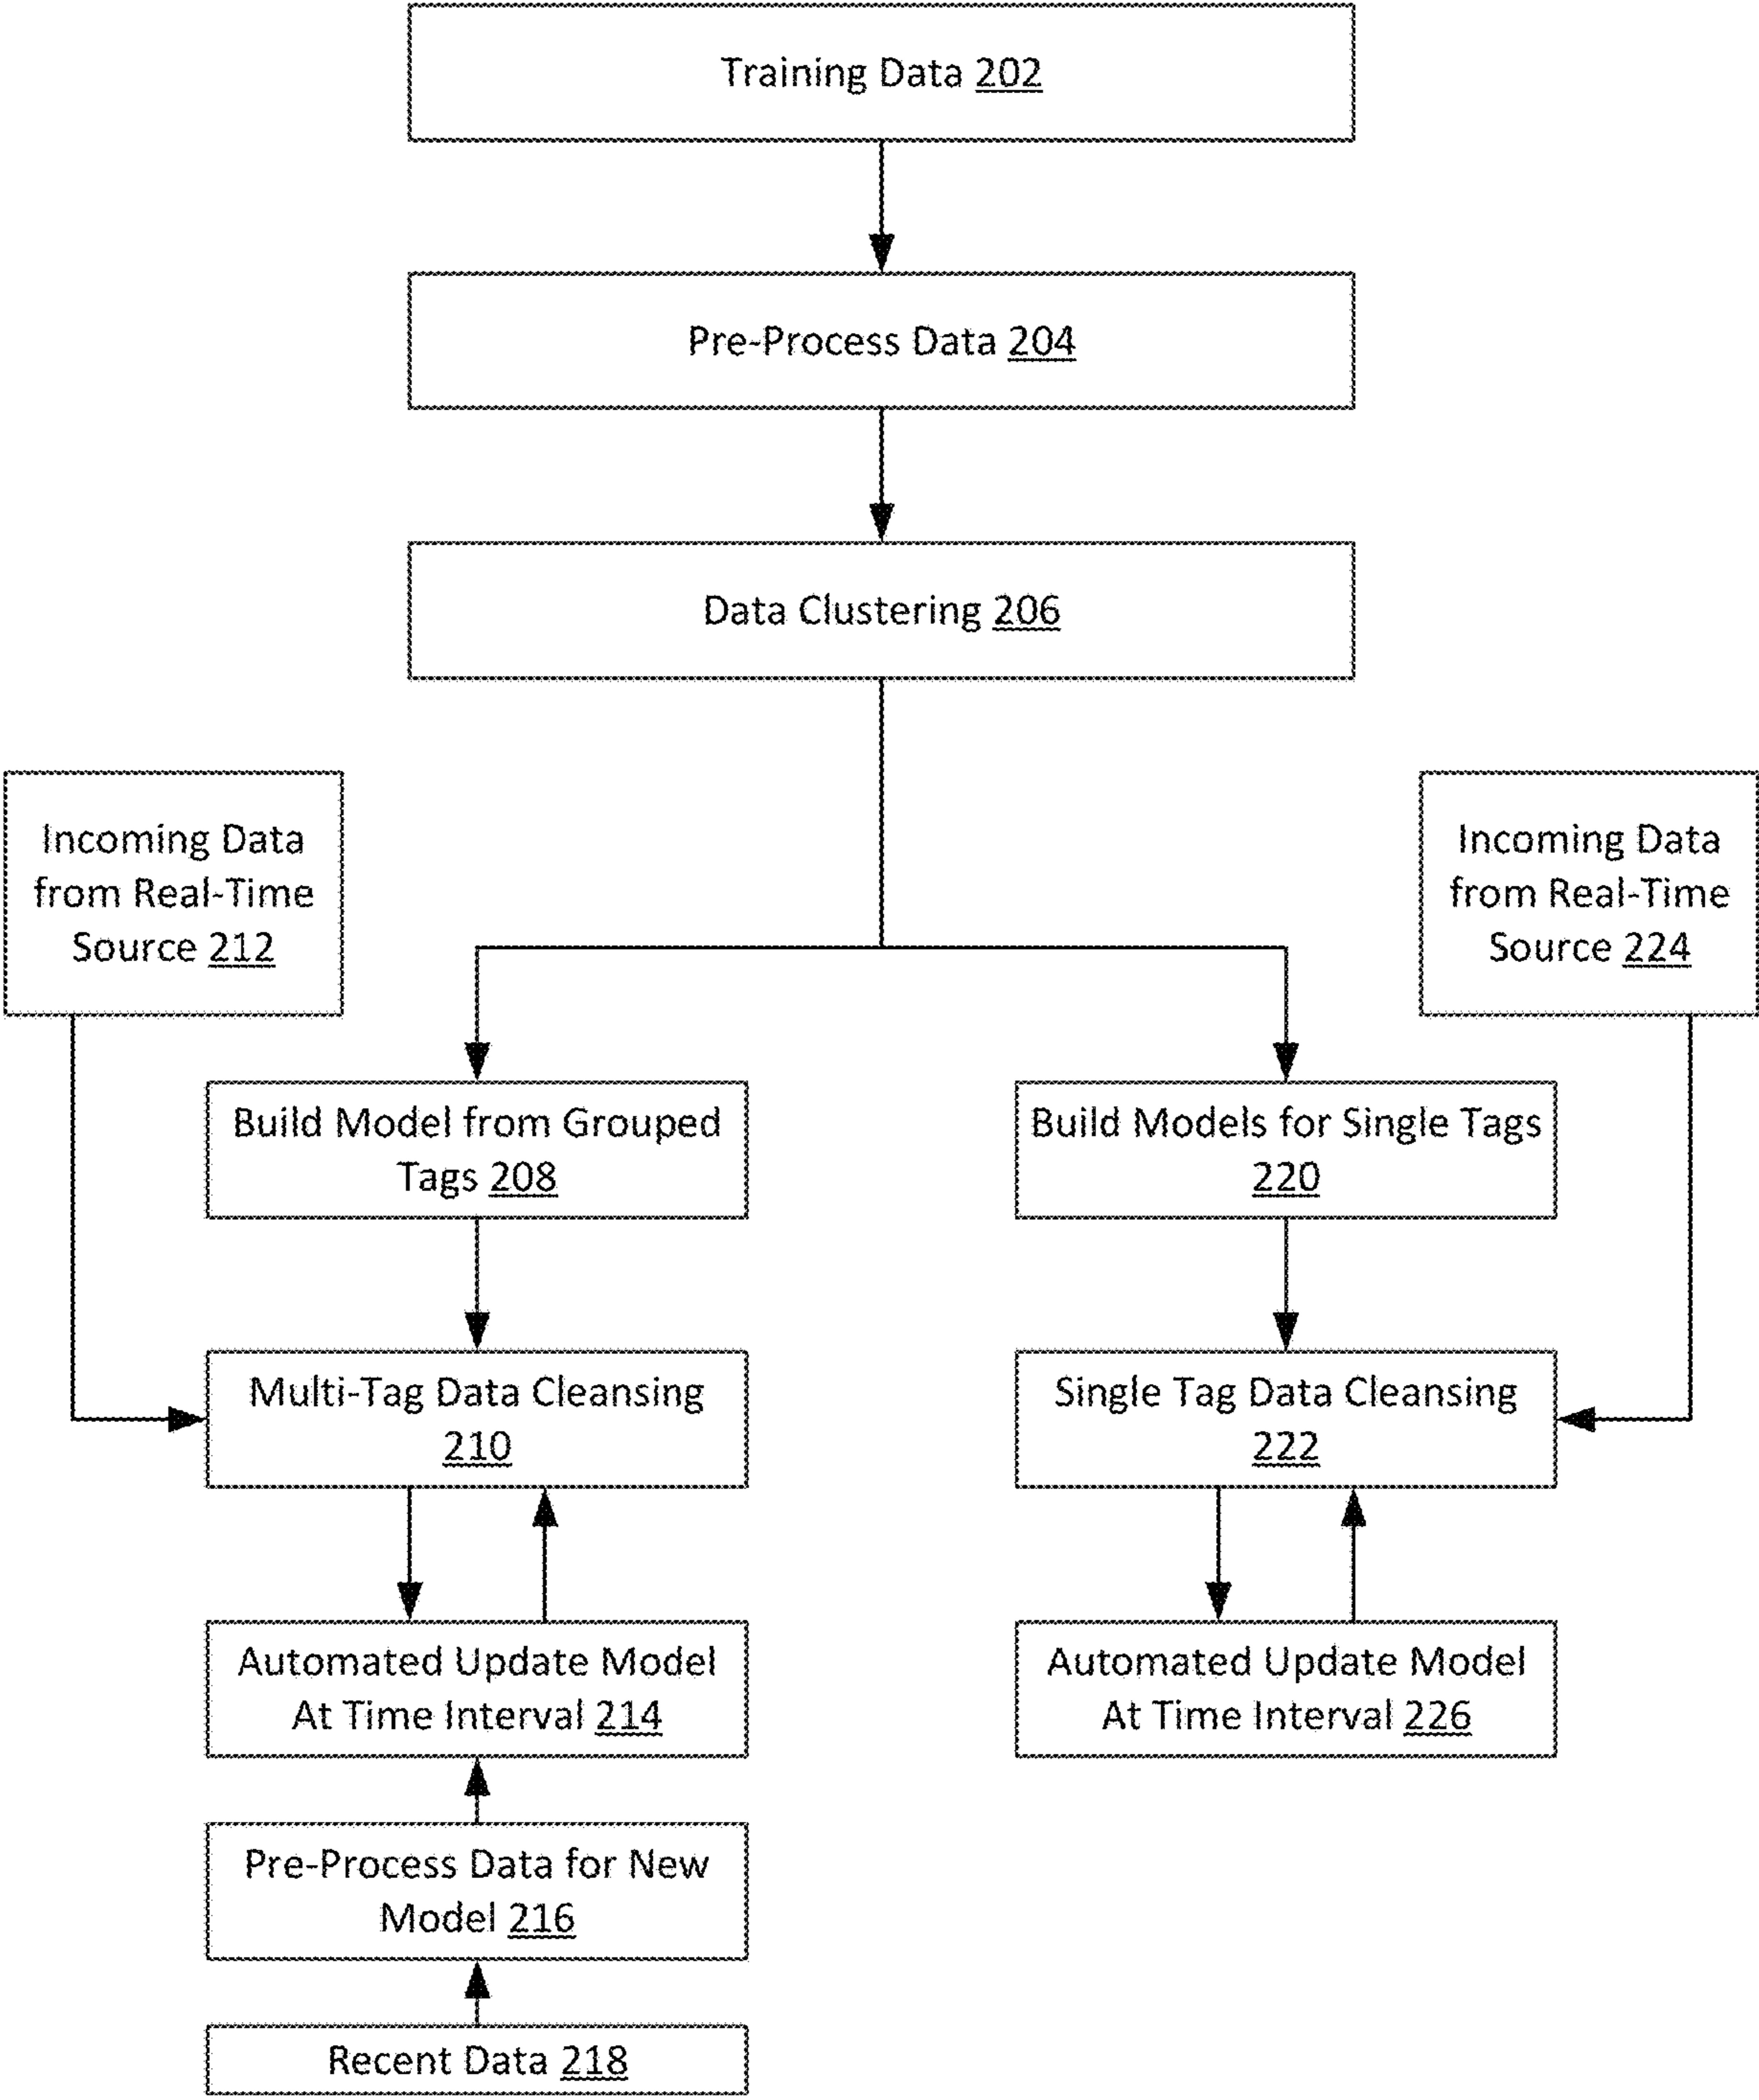 Training Data 202
Pre-Process Data 204
Data Clustering 206
Incoming Data
from Real-Time
Source 212
Incoming Data
from Real-Time
Source 224
Build Model from Grouped
Tags 208
Build Models for Single Tags
220
Multi-Tag Data Cleansing
210
Single Tag Data Cleansing
222
Automated Update Model
At Time Interval 214
Automated Update Model
At Time Interval 226
Pre-Process Data for New
Model 216
Recent Data 218